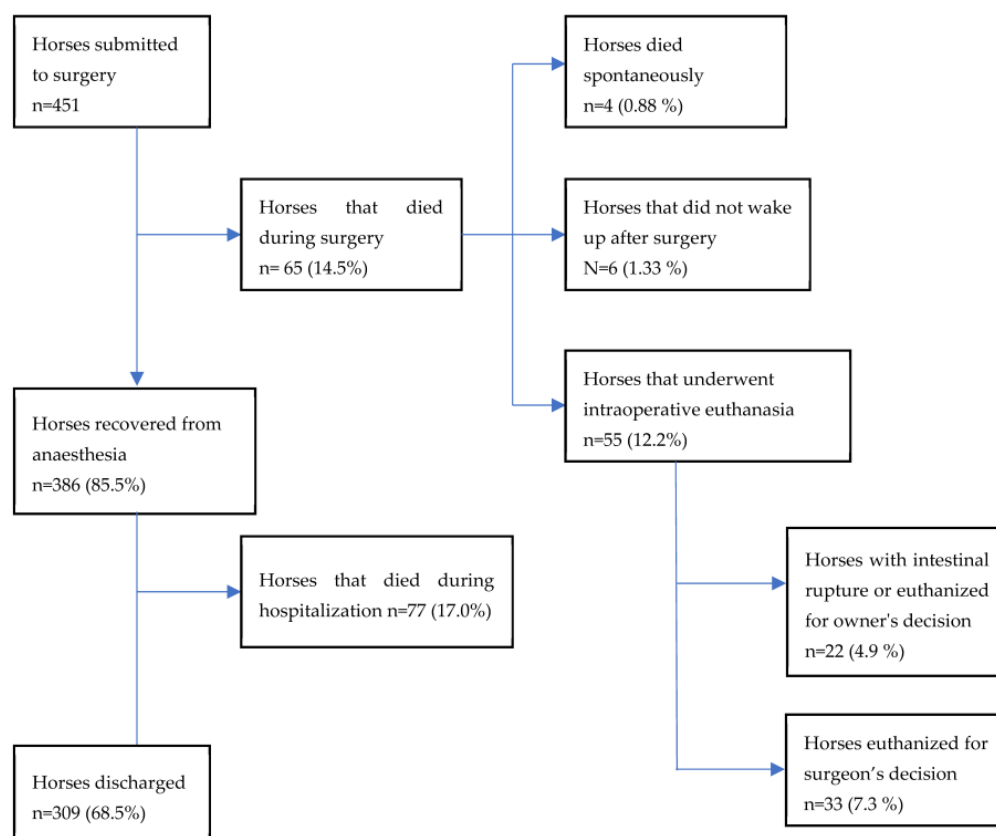 Horses submitted
to surgery
n=451
Horses died
spontaneously
n=4 (0.88 %)
Horses that died
during surgery
n= 65 (14.5%)
Horses that did not wake
up after surgery
N=6 (1.33 %)
Horses that underwent
intraoperative euthanasia
n=55 (12.2%)
Horses recovered from
anaesthesia
n=386 (85.5%)
Horses that died during
hospitalization n=77 (17.0%)
Horses with intestinal
rupture or euthanized
for owner's decision
n=22 (4.9 %)
Horses euthanized for
surgeon’s decision
n=33 (7.3 %)
Horses discharged
n=309 (68.5%)